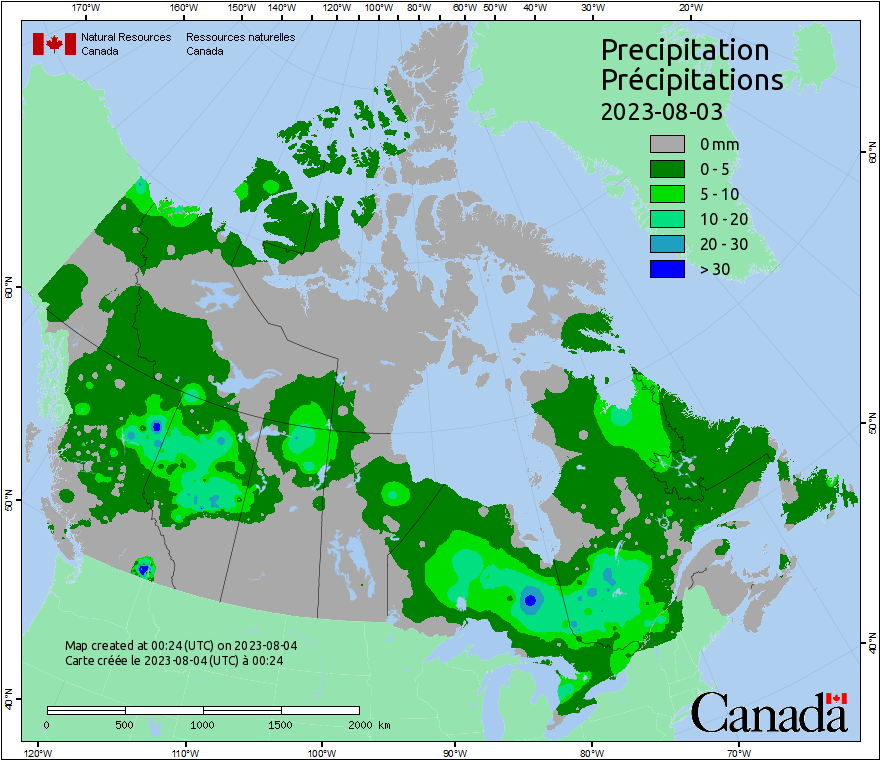 170°W 160°W 150°W 140°W 130°W 120°W 110°W 100°W 90°W 80°W 60°W 50°W 40°W 30°W 20°W
Natural Resources Ressources naturelles
Canada Canada
Precipitation
Précipitations
2023-08-03
0 mm
0 - 5
5 - 10
10 - 20
20 - 30
> 30
60°N
60°N
50°N
50°N
40°N
40°N
Map created at 00:24 (UTC) on 2023-08-04
Carte créée le 2023-08-04 (UTC) à 00:24
0 500 1000 1500 2000 km
Canada
120°W 110°W 100°W 90°W 80°W 70°W